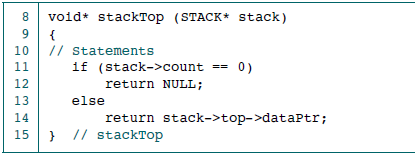 8 void* stackTop (STACK* stack)
9 {
10 // Statements
11 if (stack->count == 0)
12 return NULL;
13 else
14 return stack->top->dataPtr;
15 } // stackTop